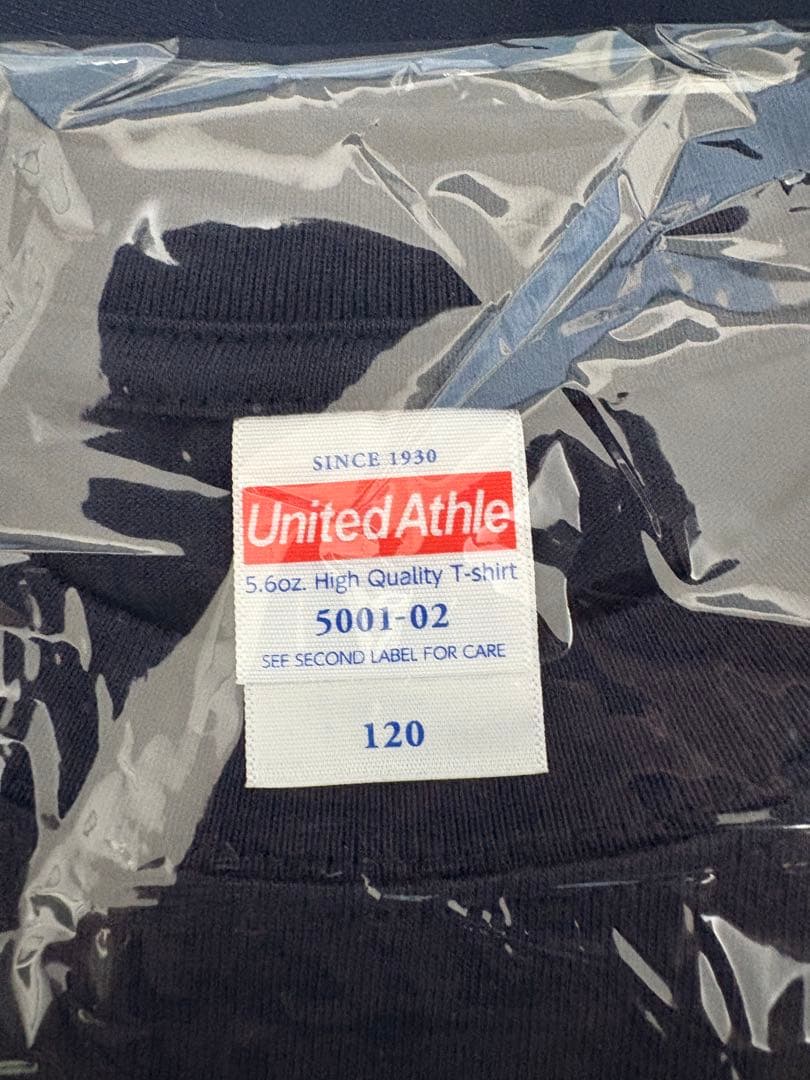 SINCE 1930
United Athle
5.6oz. High Quality T-shirt
5001-02
SEE SECOND LABEL FOR CARE
120